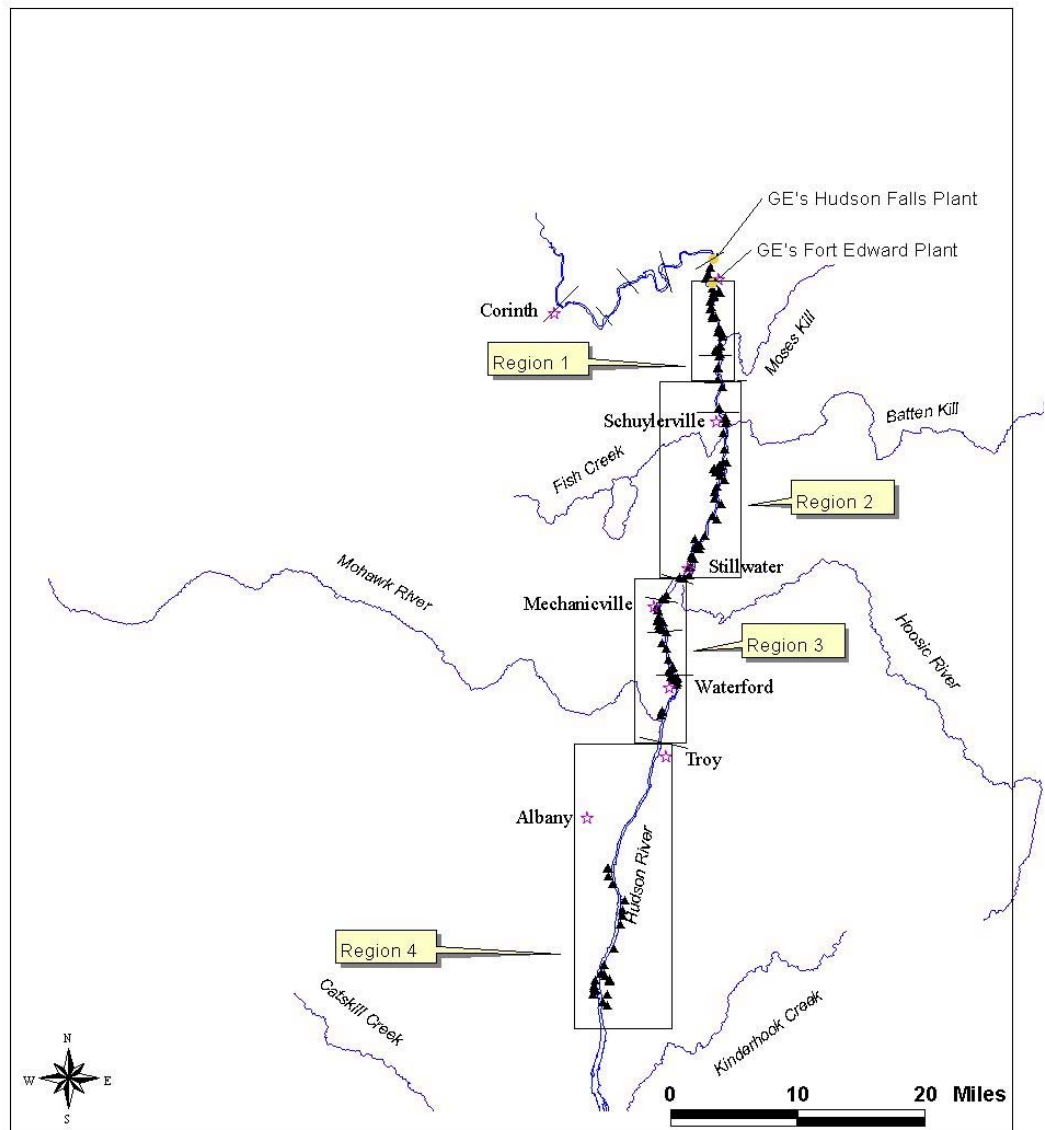 GE's Hudson Falls Plant
GE's Fort Edward Plant
Corinth
Moses Kill
Region 1
Batten Kill
Schuylerville
Fish Creek
Region 2
Stillwater
Mohawk River
Mechanicville
Hoosic River
Region 3
Waterford
Troy
Albany
Hudson River
Region 4
Catskill Creek
Kinderhook Creek
N
W E
S
0 10 20 Miles